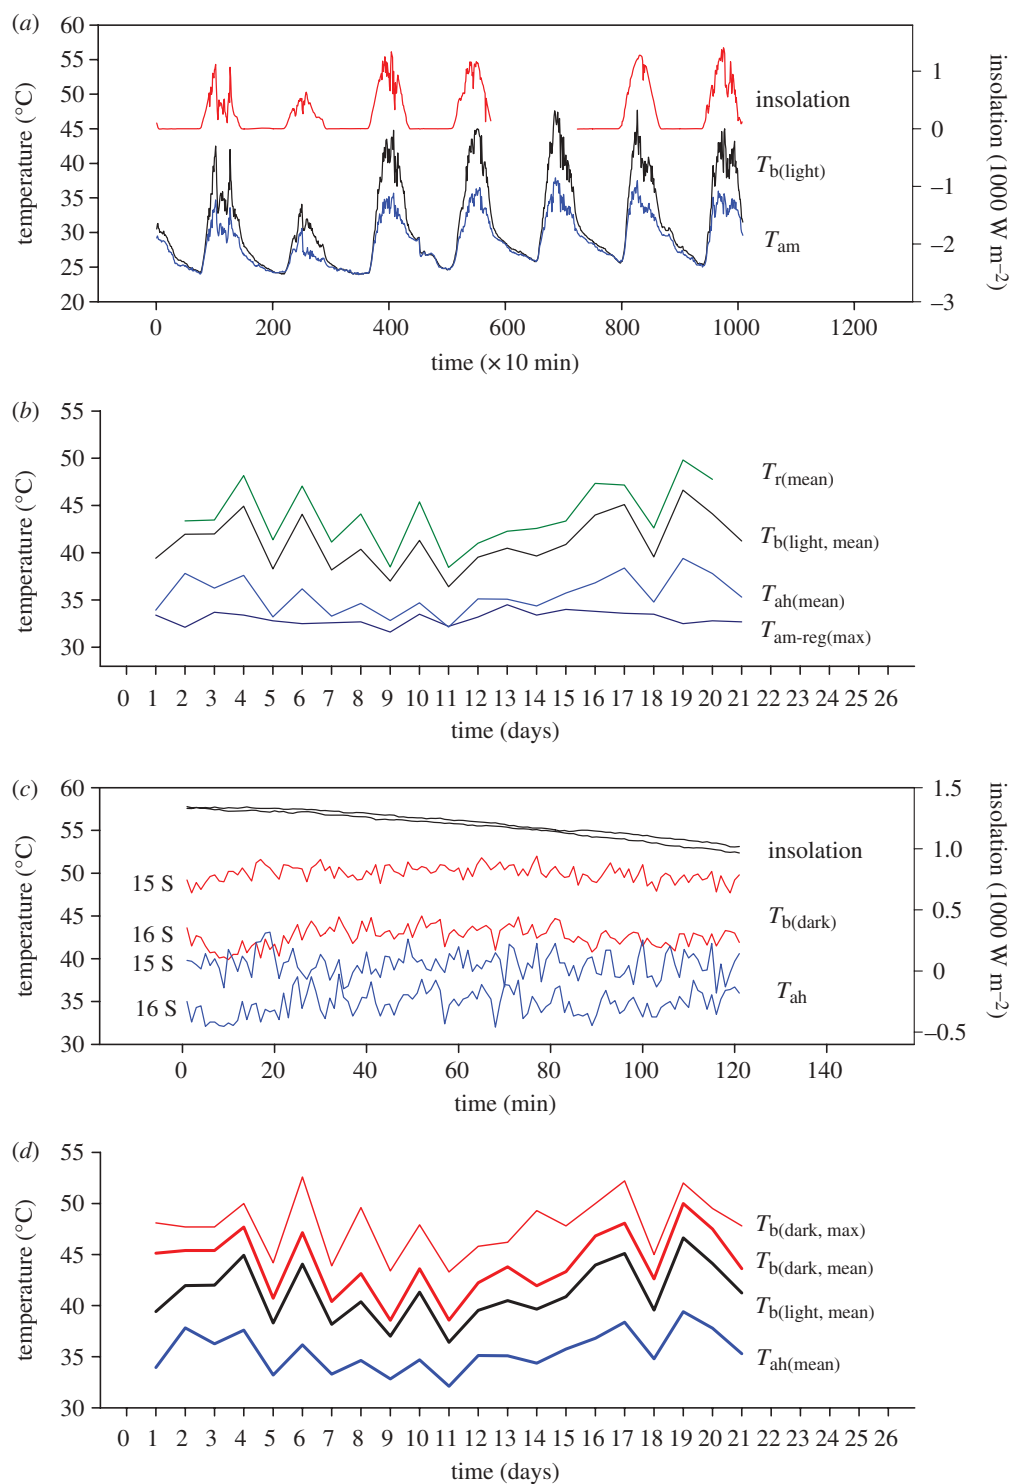 (a)
60
55
50
45
40
35
30
25
20
temperature (°C)
1
0
–1
–2
–3
insolation (1000 W m–2)
insolation
Tb(light)
Tam
0 200 400 600 800 1000 1200
time (×10 min)
(b)
55
50
45
40
35
30
temperature (°C)
Tr(mean)
Tb(light, mean)
Tah(mean)
Tam-reg(max)
0 1 2 3 4 5 6 7 8 9 10 11 12 13 14 15 16 17 18 19 20 21 22 23 24 25 26
time (days)
(c)
60
55
50
45
40
35
30
temperature (°C)
1.5
1.0
0.5
0
–0.5
insolation (1000 W m–2)
insolation
15 S
16 S
Tb(dark)
15 S
16 S
Tah
0 20 40 60 80 100 120 140
time (min)
(d)
55
50
45
40
35
30
temperature (°C)
Tb(dark, max)
Tb(dark, mean)
Tb(light, mean)
Tah(mean)
0 1 2 3 4 5 6 7 8 9 10 11 12 13 14 15 16 17 18 19 20 21 22 23 24 25 26
time (days)